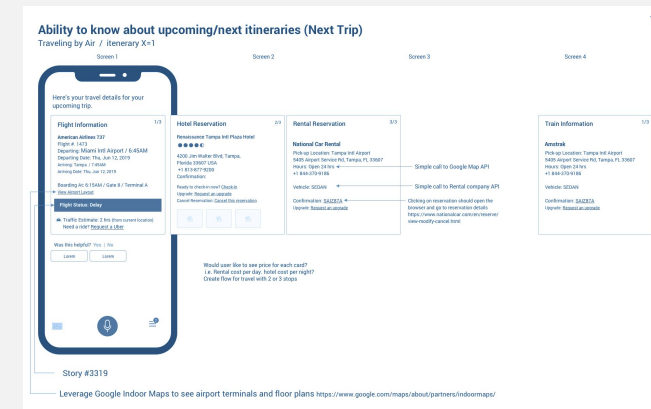 Ability to know about upcoming/next itineraries (Next Trip)
Traveling by Air / itenerary X=1
Screen 1
Screen 2
Screen 3
Screen 4
Here's your travel details for your
upcoming trip.
Flight Information
1/3
American Airlines 737
Flight #: 1473
Departing: Miami Intl Airport / 6:45AM
Departing Date: Thu, Jun 12, 2019
Arriving: Tampa / 7:45AM
Arriving Date: Thu, Jun 12, 2019
Boarding At: 6:15AM / Gate 8 / Terminal A
View Airport Layout
Flight Status: Delay
Traffic Estimate: 2 hrs (from current location)
Need a ride? Request a Uber
Was this helpful? Yes | No
Lorem
Lorem
Hotel Reservation
2/3
Renaissance Tampa Intl Plaza Hotel
4200 Jim Walter Blvd, Tampa,
Florida 33607 USA
+1 813-877-9200
Confirmation:
Ready to check in now? Check in
Upgrade: Request an upgrade
Cancel Reservation: Cancel this reservation
Rental Reservation
3/3
National Car Rental
Pick-up Location: Tampa Intl Airport
5405 Airport Service Rd, Tampa, FL 33607
Hours: Open 24 hrs
+1 844-370-9186
Vehicle: SEDAN
Confirmation: SAIZBTA
Upgrade: Request an upgrade
Simple call to Google Map API
Simple call to Rental company API
Clicking on reservation should open the
browser and go to reservation details
https://www.nationalcar.com/en/reserve/
view-modify-cancel.html
Train Information
1/3
Amstrak
Pick-up Location: Tampa Intl Airport
5405 Airport Service Rd, Tampa, FL 33607
Hours: Open 24 hrs
+1 844-370-9186
Vehicle: SEDAN
Confirmation: SAIZBTA
Upgrade: Request an upgrade
Would user like to see price for each card?
i.e. Rental cost per day. hotel cost per night?
Create flow for travel with 2 or 3 stops
Story #3319
Leverage Google Indoor Maps to see airport terminals and floor plans https://www.google.com/maps/about/partners/indoormaps/